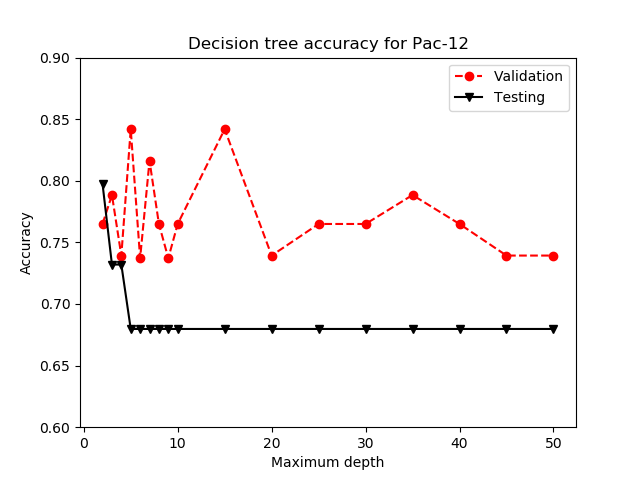 Decision tree accuracy for Pac-12
Validation
Testing
0.90
0.85
0.80
0.75
0.70
0.65
0.60
Accuracy
0
10
20
30
40
50
Maximum depth